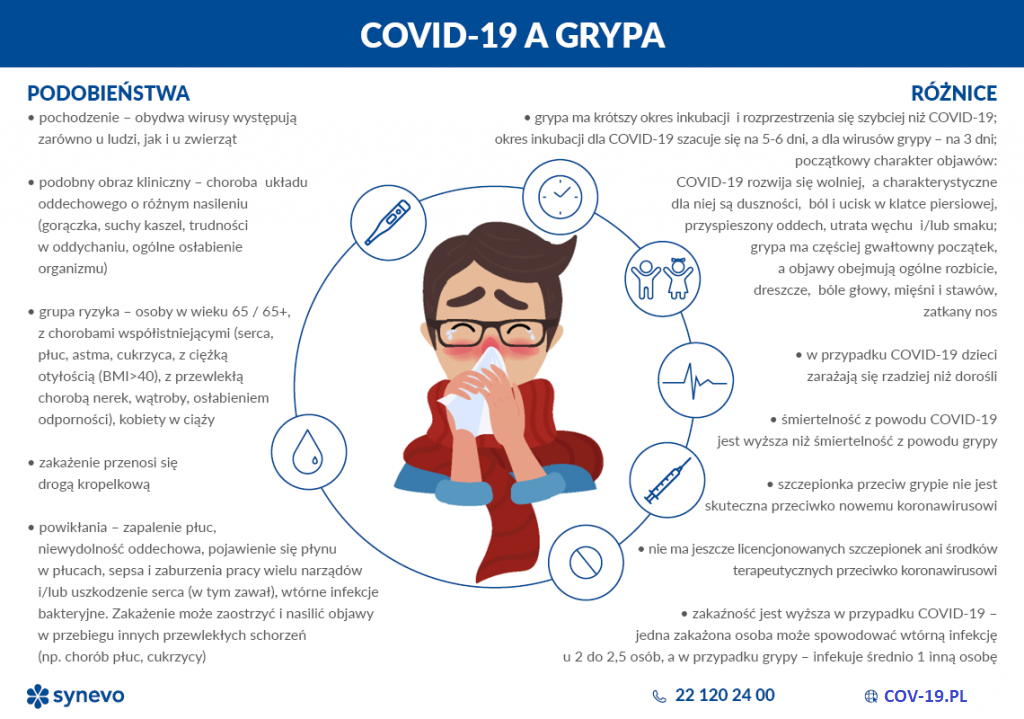 COVID-19 A GRYPA
PODOBIEŃSTWA
• pochodzenie – obydwa wirusy występują
zarówno u ludzi, jak i u zwierząt
• podobny obraz kliniczny – choroba układu
oddechowego o różnym nasileniu
(gorączka, suchy kaszel, trudności
w oddychaniu, ogólne osłabienie
organizmu)
• grupa ryzyka – osoby w wieku 65 / 65+,
z chorobami współistniejącymi (serca,
płuc, astma, cukrzyca, z ciężką
otyłością (BMI>40), z przewlekłą
chorobą nerek, wątroby, osłabieniem
odporności), kobiety w ciąży
• zakażenie przenosi się
drogą kropelkową
• powikłania – zapalenie płuc,
niewydolność oddechowa, pojawienie się płynu
w płucach, sepsa i zaburzenia pracy wielu narządów
i/lub uszkodzenie serca (w tym zawał), wtórne infekcje
bakteryjne. Zakażenie może zaostrzyć i nasilić objawy
w przebiegu innych przewlekłych schorzeń
(np. chorób płuc, cukrzycy)
RÓŻNICE
• grypa ma krótszy okres inkubacji i rozprzestrzenia się szybciej niż COVID-19;
okres inkubacji dla COVID-19 szacuje się na 5-6 dni, a dla wirusów grypy – na 3 dni;
początkowy charakter objawów:
COVID-19 rozwija się wolniej, a charakterystyczne
dla niej są duszności, ból i ucisk w klatce piersiowej,
przyspieszony oddech, utrata węchu i/lub smaku;
grypa ma częściej gwałtowny początek,
a objawy obejmują ogólne rozbicie,
dreszcze, bóle głowy, mięśni i stawów,
zatkany nos
• w przypadku COVID-19 dzieci
zarażają się rzadziej niż dorośli
• śmiertelność z powodu COVID-19
jest wyższa niż śmiertelność z powodu grypy
• szczepionka przeciw grypie nie jest
skuteczna przeciwko nowemu koronawirusowi
• nie ma jeszcze licencjonowanych szczepionek ani środków
terapeutycznych przeciwko koronawirusowi
• zakaźność jest wyższa w przypadku COVID-19 –
jedna zakażona osoba może spowodować wtórną infekcję
u 2 do 2,5 osób, a w przypadku grypy – infekuje średnio 1 inną osobę
synevo
22 120 24 00
COV-19.PL